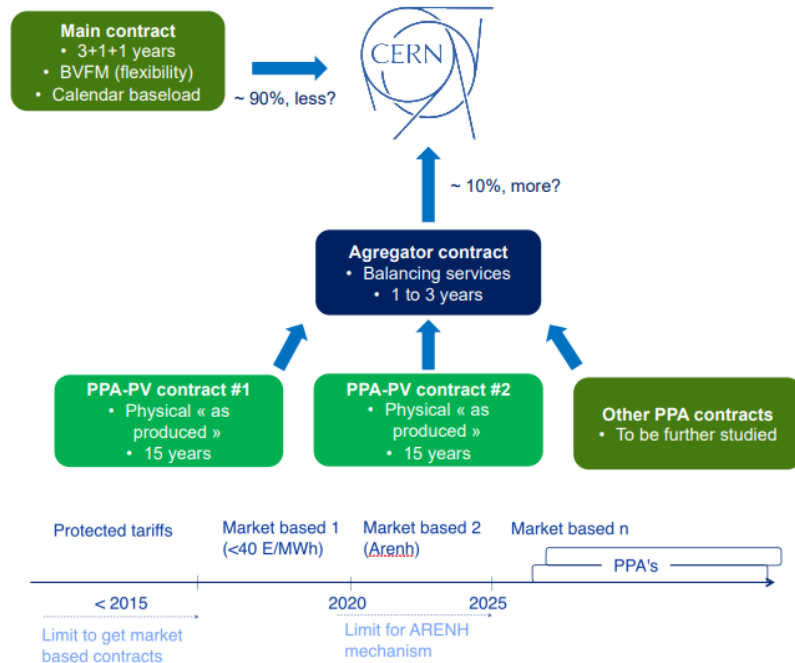 Main contract
• 3+1+1 years
• BVFM (flexibility)
• Calendar baseload
~ 90%, less?
CERN
~ 10%, more?
Agregator contract
• Balancing services
• 1 to 3 years
PPA-PV contract #1
• Physical « as
produced »
• 15 years
PPA-PV contract #2
• Physical « as
produced »
• 15 years
Other PPA contracts
• To be further studied
Protected tariffs
Market based 1
(<40 E/MWh)
Market based 2
(Arenh)
Market based n
PPA's
< 2015
2020
2025
Limit to get market
based contracts
Limit for ARENH
mechanism